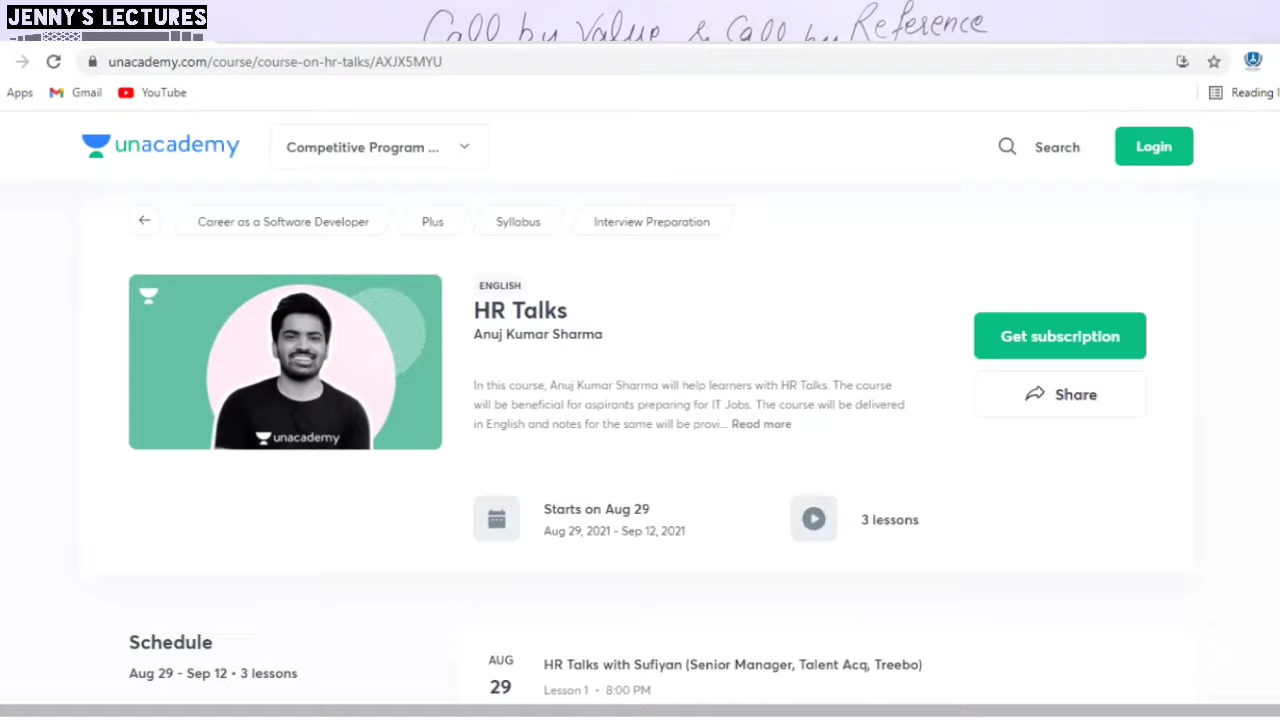 JENNY'S LECTURES
Call by Value & Call by Reference
unacademy.com/course/course-on-hr-talks/AXJX5MYU
Apps Gmail YouTube Reading
unacademy Competitive Program ... Search Login
Career as a Software Developer Plus Syllabus Interview Preparation
ENGLISH
HR Talks
Anuj Kumar Sharma
Get subscription
In this course, Anuj Kumar Sharma will help learners with HR Talks. The course
will be beneficial for aspirants preparing for IT Jobs. The course will be delivered
in English and notes for the same will be provi... Read more
Share
unacademy
Starts on Aug 29
Aug 29, 2021 - Sep 12, 2021
3 lessons
Schedule
Aug 29 - Sep 12 • 3 lessons
AUG
29
HR Talks with Sufiyan (Senior Manager, Talent Acq, Treebo)
Lesson 1 • 8:00 PM